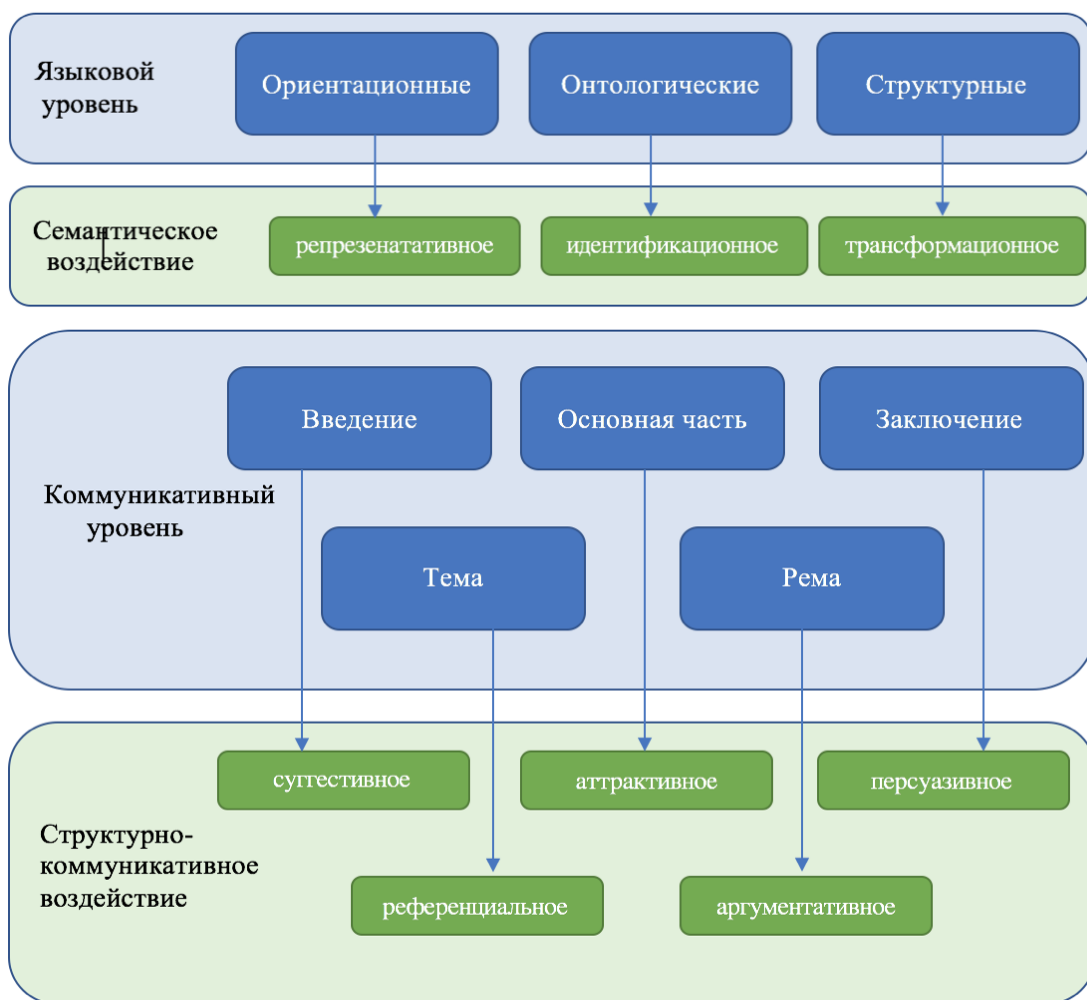 Языковой
уровень
Ориентационные
Онтологические
Структурные
Семантическое
воздействие
репрезенатативное
идентификационное
трансформационное
Введение
Основная часть
Заключение
Коммуникативный
уровень
Тема
Рема
суггестивное
аттрактивное
персуазивное
Структурно-
коммуникативное
воздействие
референциальное
аргументативное